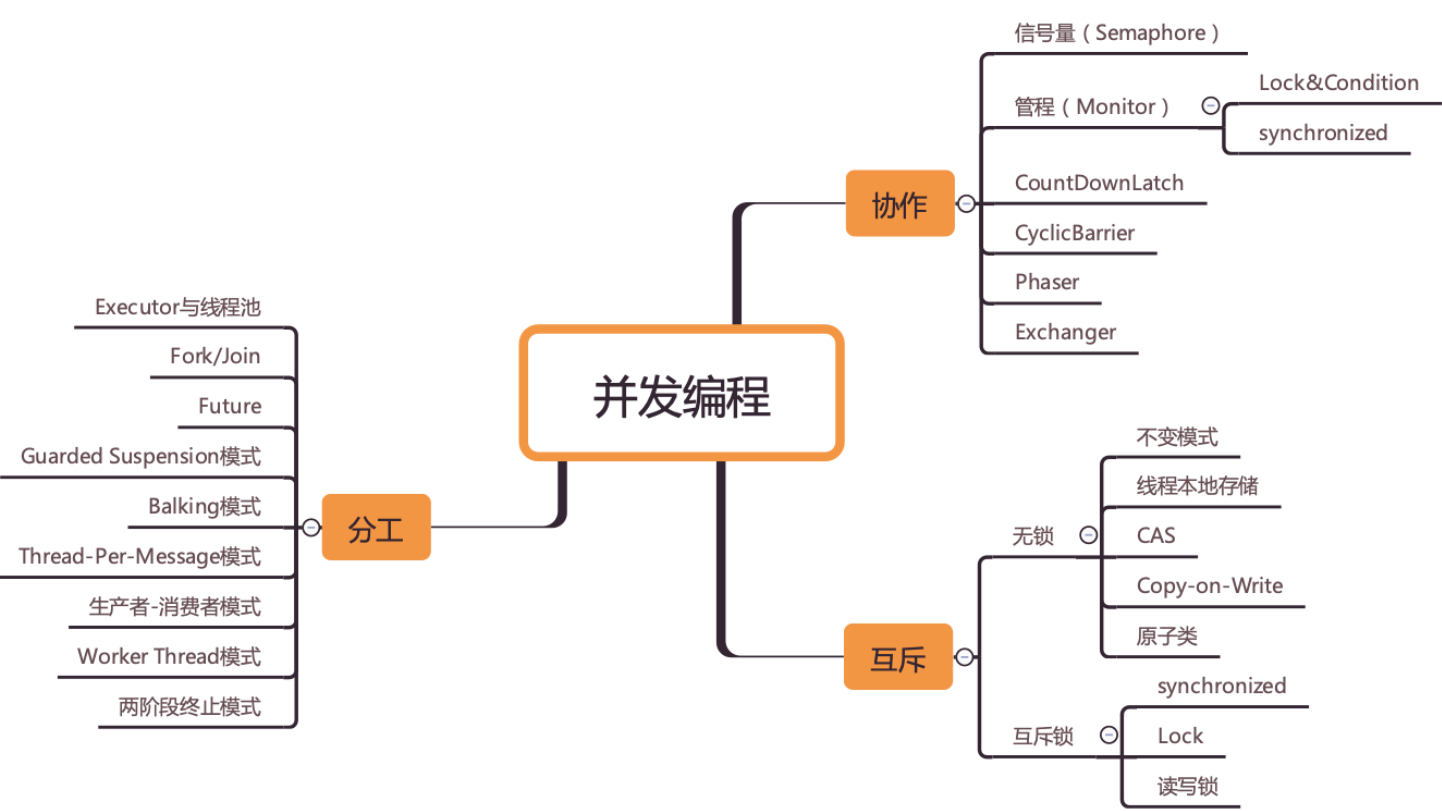 并发编程
协作
信号量（Semaphore）
管程（Monitor）
Lock&Condition
synchronized
CountDownLatch
CyclicBarrier
Phaser
Exchanger
分工
Executor与线程池
Fork/Join
Future
Guarded Suspension模式
Balking模式
Thread-Per-Message模式
生产者-消费者模式
Worker Thread模式
两阶段终止模式
互斥
无锁
不变模式
线程本地存储
CAS
Copy-on-Write
原子类
互斥锁
synchronized
Lock
读写锁